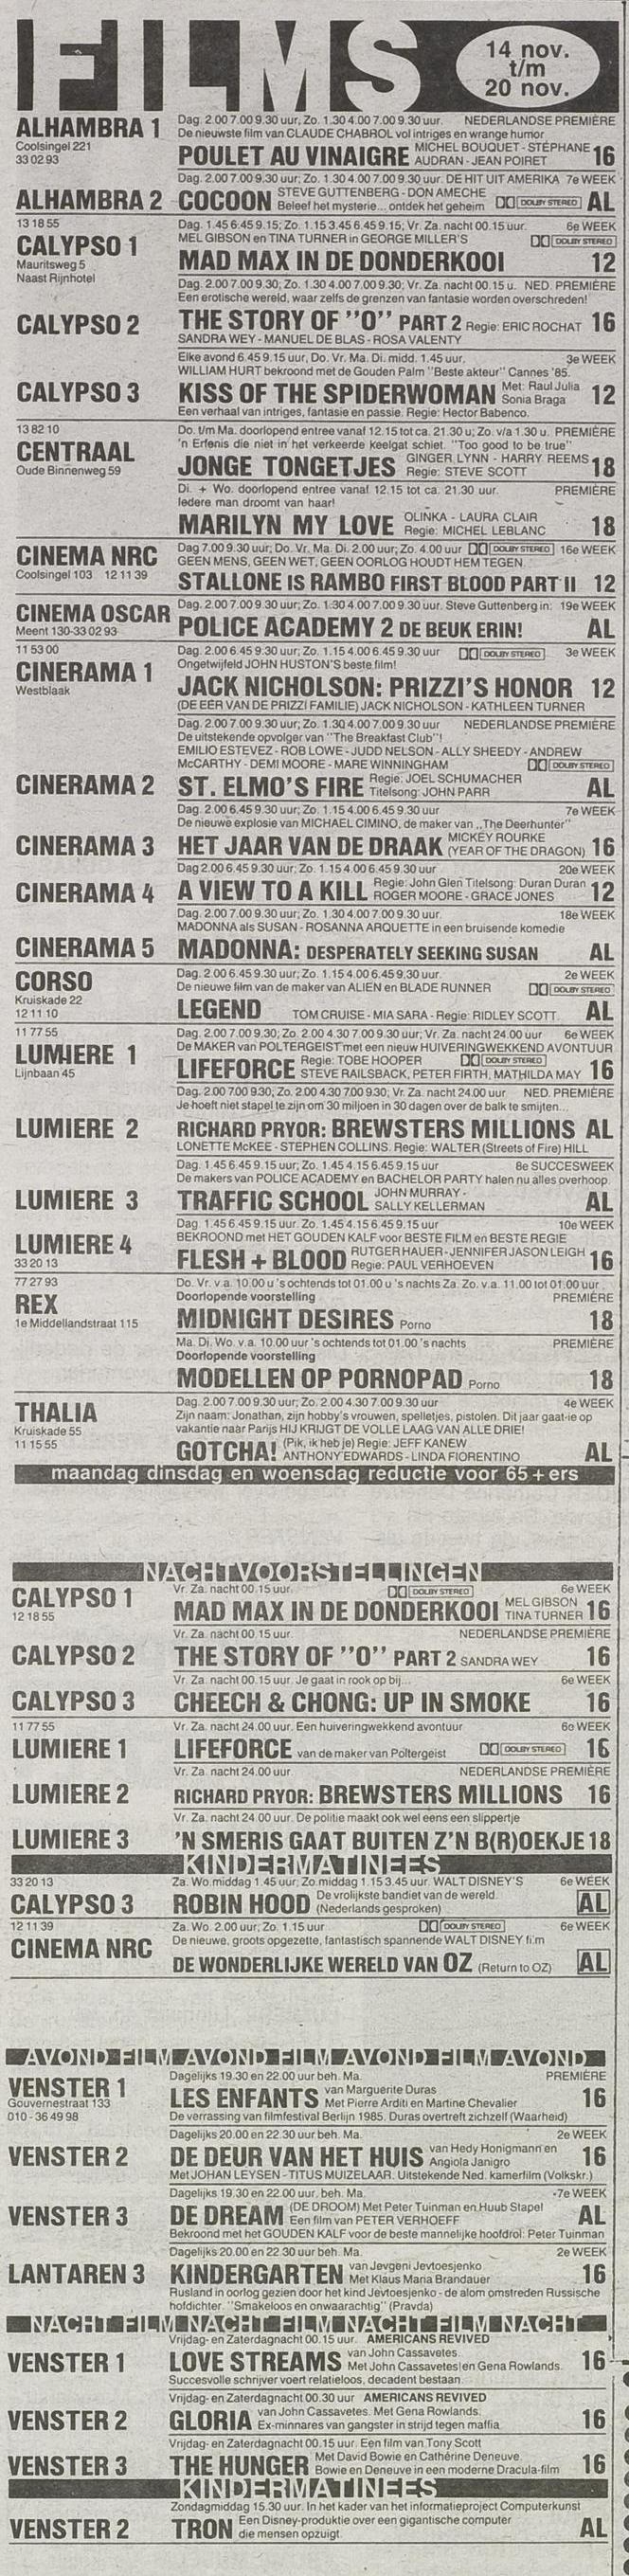 FILMS
14 nov.
t/m
20 nov.
ALHAMBRA 1
Coolsingel 221
33 02 93
Dag. 2.00 7.00 9.30 uur, Zo. 1.30 4.00 7.00 9.30 uur. NEDERLANDSE PREMIÈRE
De nieuwste film van CLAUDE CHABROL vol intriges en wrange humor
POULET AU VINAIGRE MICHEL BOUQUET - STÉPHANE AUDRAN - JEAN POIRET 16
Dag. 2.00 7.00 9.30 uur, Zo. 1.30 4.00 7.00 9.30 uur. DE HIT UIT AMERIKA 7e WEEK
ALHAMBRA 2 COCOON STEVE GUTTENBERG - DON AMECHE
Beleef het mysterie... ontdek het geheim DOLBY STEREO AL
13 18 55
CALYPSO 1
Mauritsweg 5
Naast Rijnhotel
Dag. 1.45 6.45 9.15; Zo. 1.15 3.45 6.45 9.15; Vr. Za. nacht 00.15 uur. 6e WEEK
MEL GIBSON en TINA TURNER in GEORGE MILLER'S DOLBY STEREO
MAD MAX IN DE DONDERKOOI 12
Dag. 2.00 7.00 9.30; Zo. 1.30 4.00 7.00 9.30; Vr. Za. nacht 00.15 u. NED. PREMIÈRE
Een erotische wereld, waar zelfs de grenzen van fantasie worden overschreden!
CALYPSO 2 THE STORY OF "O" PART 2 Regie: ERIC ROCHAT 16
SANDRA WEY - MANUEL DE BLAS - ROSA VALENTY
Elke avond 6.45 9.15 uur, Do. Vr. Ma. Di. midd. 1.45 uur. 3e WEEK
WILLIAM HURT bekroond met de Gouden Palm "Beste akteur" Cannes '85.
CALYPSO 3 KISS OF THE SPIDERWOMAN Met: Raul Julia Sonia Braga 12
Een verhaal van intriges, fantasie en passie. Regie: Hector Babenco.
13 82 10
CENTRAAL
Oude Binnenweg 59
Do. t/m Ma. doorlopend entree vanaf 12.15 tot ca. 21.30 u; Zo. v/a 1.30 u. PREMIÈRE
'n Erfenis die niet in het verkeerde keelgat schiet. "Too good to be true"
JONGE TONGETJES GINGER LYNN - HARRY REEMS
Regie: STEVE SCOTT 18
Di. + Wo. doorlopend entree vanaf 12.15 tot ca. 21.30 uur. PREMIÈRE
Iedere man droomt van haar!
MARILYN MY LOVE OLINKA - LAURA CLAIR
Regie: MICHEL LEBLANC 18
CINEMA NRC
Coolsingel 103 12 11 39
Dag 7.00 9.30 uur; Do. Vr. Ma. Di. 2.00 uur; Zo. 4.00 uur DOLBY STEREO 16e WEEK
GEEN MENS, GEEN WET, GEEN OORLOG HOUDT HEM TEGEN
STALLONE IS RAMBO FIRST BLOOD PART II 12
CINEMA OSCAR
Meent 130-33 02 93
Dag. 2.00 7.00 9.30 uur; Zo. 1.30 4.00 7.00 9.30 uur. Steve Guttenberg in: 19e WEEK
POLICE ACADEMY 2 DE BEUK ERIN! AL
11 53 00
CINERAMA 1
Westblaak
Dag. 2.00 6.45 9.30 uur; Zo. 1.15 4.00 6.45 9.30 uur DOLBY STEREO 3e WEEK
Ongetwijfeld JOHN HUSTON'S beste film!
JACK NICHOLSON: PRIZZI'S HONOR 12
(DE EER VAN DE PRIZZI FAMILIE) JACK NICHOLSON - KATHLEEN TURNER
Dag. 2.00 7.00 9.30 uur; Zo. 1.30 4.00 7.00 9.30 uur NEDERLANDSE PREMIÈRE
De uitstekende opvolger van "The Breakfast Club"!
EMILIO ESTEVEZ - ROB LOWE - JUDD NELSON - ALLY SHEEDY - ANDREW
McCARTHY - DEMI MOORE - MARE WINNINGHAM DOLBY STEREO
CINERAMA 2 ST. ELMO'S FIRE Regie: JOEL SCHUMACHER
Titelsong: JOHN PARR AL
Dag. 2.00 6.45 9.30 uur; Zo. 1.15 4.00 6.45 9.30 uur 7e WEEK
De nieuwe explosie van MICHAEL CIMINO, de maker van „The Deerhunter"
CINERAMA 3 HET JAAR VAN DE DRAAK MICKEY ROURKE
(YEAR OF THE DRAGON) 16
Dag 2.00 6.45 9.30 uur; Zo. 1.15 4.00 6.45 9.30 uur 20e WEEK
CINERAMA 4 A VIEW TO A KILL Regie: John Glen Titelsong: Duran Duran
ROGER MOORE - GRACE JONES 12
Dag. 2.00 7.00 9.30 uur; Zo. 1.30 4.00 7.00 9.30 uur. 18e WEEK
MADONNA als SUSAN - ROSANNA ARQUETTE in een bruisende komedie
CINERAMA 5 MADONNA: DESPERATELY SEEKING SUSAN AL
CORSO
Kruiskade 22
12 11 10
Dag. 2.00 6.45 9.30 uur; Zo. 1.15 4.00 6.45 9.30 uur. 2e WEEK
De nieuwe film van de maker van ALIEN en BLADE RUNNER DOLBY STEREO
LEGEND TOM CRUISE - MIA SARA - Regie: RIDLEY SCOTT AL
11 77 55
LUMIERE 1
Lijnbaan 45
Dag. 2.00 7.00 9.30; Zo. 2.00 4.30 7.00 9.30 uur; Vr. Za. nacht 24.00 uur 6e WEEK
De MAKER van POLTERGEIST met een nieuw HUIVERINGWEKKEND AVONTUUR
LIFEFORCE Regie: TOBE HOOPER DOLBY STEREO
STEVE RAILSBACK, PETER FIRTH, MATHILDA MAY 16
Dag. 2.00 7.00 9.30; Zo. 2.00 4.30 7.00 9.30; Vr. Za. nacht 24.00 uur NED. PREMIÈRE
Je hoeft niet stapel te zijn om 30 miljoen in 30 dagen over de balk te smijten...
LUMIERE 2 RICHARD PRYOR: BREWSTERS MILLIONS AL
LONETTE McKEE - STEPHEN COLLINS. Regie: WALTER (Streets of Fire) HILL
Dag. 1.45 6.45 9.15 uur; Zo. 1.45 4.15 6.45 9.15 uur 8e SUCCESWEEK
De makers van POLICE ACADEMY en BACHELOR PARTY halen nu alles overhoop
LUMIERE 3 TRAFFIC SCHOOL JOHN MURRAY -
SALLY KELLERMAN AL
LUMIERE 4
33 20 13
Dag. 1.45 6.45 9.15 uur. Zo. 1.45 4.15 6.45 9.15 uur 10e WEEK
BEKROOND met HET GOUDEN KALF voor BESTE FILM en BESTE REGIE
FLESH + BLOOD RUTGER HAUER - JENNIFER JASON LEIGH
Regie: PAUL VERHOEVEN 16
77 27 93
REX
1e Middellandstraat 115
Do. Vr. v.a. 10.00 u 's ochtends tot 01.00 u 's nachts Za. Zo. v.a. 11.00 tot 01.00 uur
Doorlopende voorstelling PREMIÈRE
MIDNIGHT DESIRES Porno 18
Ma. Di. Wo. v.a. 10.00 uur 's ochtends tot 01.00 's nachts PREMIÈRE
Doorlopende voorstelling
MODELLEN OP PORNOPAD Porno 18
THALIA
Kruiskade 55
11 15 55
Dag. 2.00 7.00 9.30 uur; Zo. 2.00 4.30 7.00 9.30 uur 4e WEEK
Zijn naam: Jonathan, zijn hobby's vrouwen, spelletjes, pistolen. Dit jaar gaat-ie op
vakantie naar Parijs HIJ KRIJGT DE VOLLE LAAG VAN ALLE DRIE!
GOTCHA! (Pik, ik heb je) Regie: JEFF KANEW
ANTHONY EDWARDS - LINDA FIORENTINO AL
maandag dinsdag en woensdag reductie voor 65+ers
NACHTVOORSTELLINGEN
CALYPSO 1
12 18 55
Vr. Za. nacht 00.15 uur. DOLBY STEREO 6e WEEK
MAD MAX IN DE DONDERKOOI MEL GIBSON TINA TURNER 16
Vr. Za. nacht 00.15 uur. NEDERLANDSE PREMIÈRE
CALYPSO 2 THE STORY OF "O" PART 2 SANDRA WEY 16
Vr. Za. nacht 00.15 uur. Je gaat in rook op bij... 6e WEEK
CALYPSO 3 CHEECH & CHONG: UP IN SMOKE 16
11 77 55
Vr. Za. nacht 24.00 uur. Een huiveringwekkend avontuur 6e WEEK
LUMIERE 1 LIFEFORCE van de maker van Poltergeist DOLBY STEREO 16
Vr. Za. nacht 24.00 uur NEDERLANDSE PREMIÈRE
LUMIERE 2 RICHARD PRYOR: BREWSTERS MILLIONS 16
Vr. Za. nacht 24.00 uur. De politie maakt ook wel eens een slippertje
LUMIERE 3 'N SMERIS GAAT BUITEN Z'N B(R)OEKJE 18
KINDERMATINEES
33 20 13
Za. Wo. middag 1.45 uur; Zo. middag 1.15 3.45 uur. WALT DISNEY'S 6e WEEK
CALYPSO 3 ROBIN HOOD De vrolijkste bandiet van de wereld.
(Nederlands gesproken) AL
12 11 39
CINEMA NRC
Za. Wo. 2.00 uur; Zo. 1.15 uur DOLBY STEREO 6e WEEK
De nieuwe, groots opgezette, fantastisch spannende WALT DISNEY film
DE WONDERLIJKE WERELD VAN OZ (Return to OZ) AL
AVOND FILM AVOND FILM AVOND FILM AVOND
VENSTER 1
Gouvernestraat 133
010 - 36 49 98
Dagelijks 19.30 en 22.00 uur beh. Ma. PREMIÈRE
LES ENFANTS van Marguerite Duras
Met Pierre Arditi en Martine Chevalier 16
De verrassing van filmfestival Berlijn 1985. Duras overtreft zichzelf (Waarheid)
Dagelijks 20.00 en 22.30 uur beh. Ma. 2e WEEK
VENSTER 2 DE DEUR VAN HET HUIS van Hedy Honigmann en
Angiola Janigro 16
Met JOHAN LEYSEN - TITUS MUIZELAAR. Uitstekende Ned. kamerfilm (Volkskr.)
Dagelijks 19.30 en 22.00 uur. beh. Ma. -7e WEEK
VENSTER 3 DE DREAM (DE DROOM) Met Peter Tuinman en Huub Stapel
Een film van PETER VERHOEFF AL
Bekroond met het GOUDEN KALF voor de beste mannelijke hoofdrol: Peter Tuinman
Dagelijks 20.00 en 22.30 uur beh. Ma. 2e WEEK
LANTAREN 3 KINDERGARTEN van Jevgeni Jevtoesjenko
Met Klaus Maria Brandauer 16
Rusland in oorlog gezien door het kind Jevtoesjenko - de alom omstreden Russische
hofdichter. "Smakeloos en onwaarachtig" (Pravda)
NACHT FILM NACHT FILM NACHT FILM NACHT
Vrijdag- en Zaterdagnacht 00.15 uur. AMERICANS REVIVED
VENSTER 1 LOVE STREAMS van John Cassavetes.
Met John Cassavetes en Gena Rowlands. 16
Succesvolle schrijver voert relatieloos, decadent bestaan.
Vrijdag- en Zaterdagnacht 00.30 uur AMERICANS REVIVED
VENSTER 2 GLORIA van John Cassavetes. Met Gena Rowlands.
Ex-minnares van gangster in strijd tegen maffia 16
Vrijdag- en Zaterdagnacht 00.15 uur. Een film van Tony Scott
VENSTER 3 THE HUNGER Met David Bowie en Cathérine Deneuve.
Bowie en Deneuve in een moderne Dracula-film 16
KINDERMATINEES
Zondagmiddag 15.30 uur. In het kader van het informatieproject Computerkunst
VENSTER 2 TRON Een Disney-produktie over een gigantische computer
die mensen opzuigt. AL